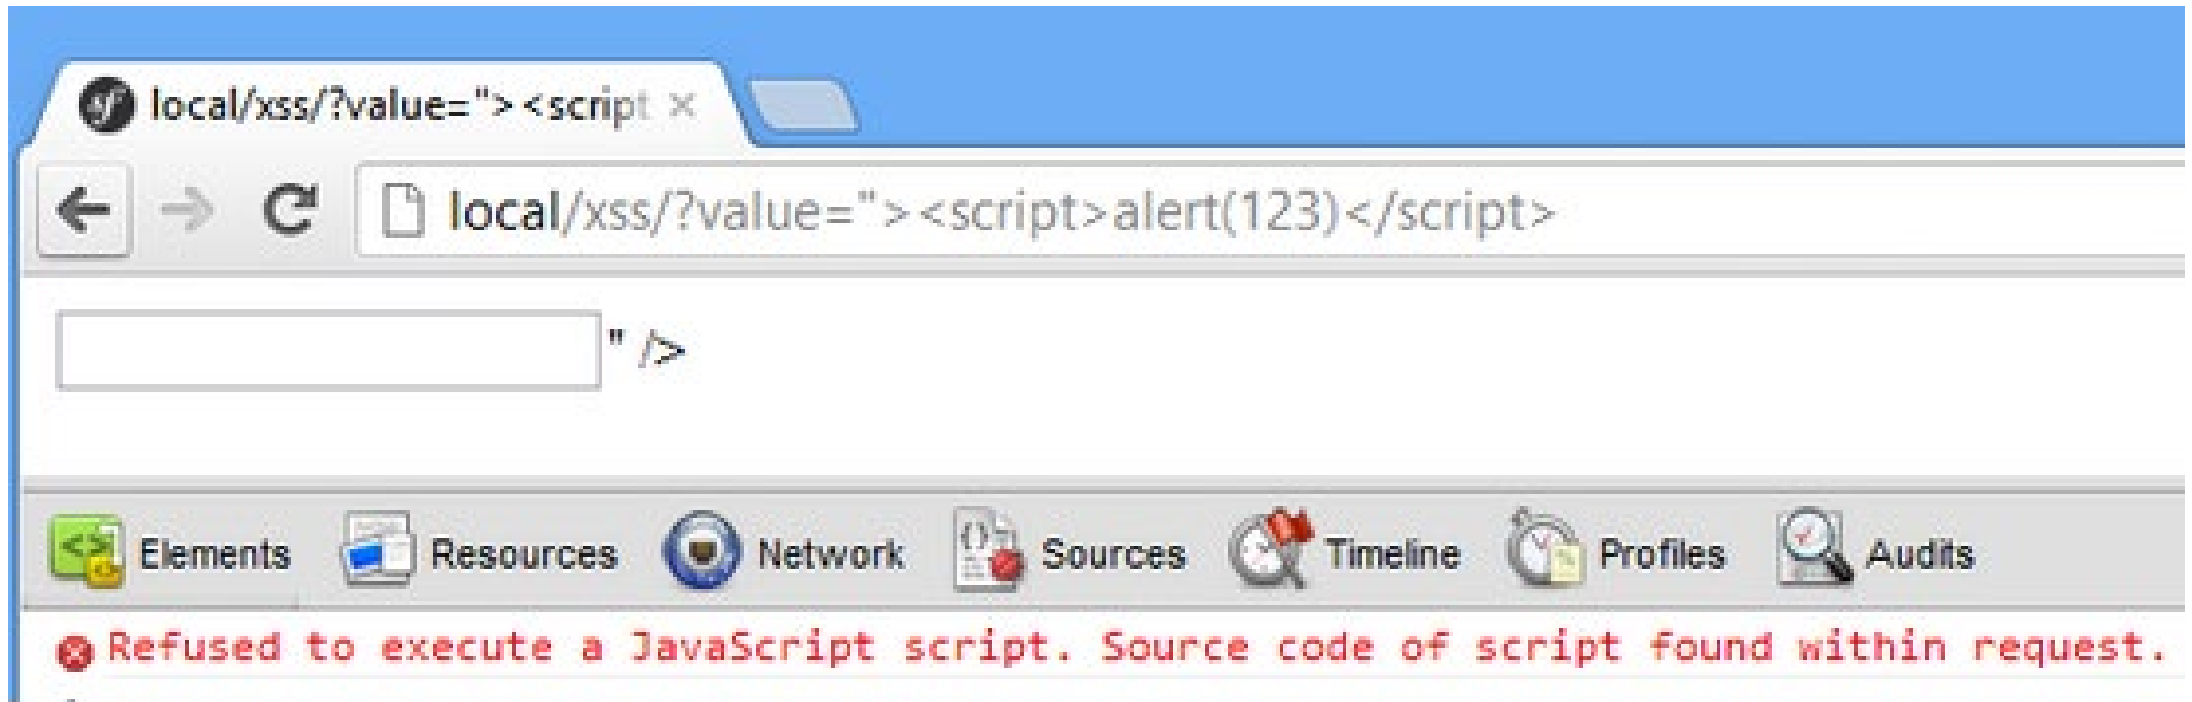 sf local/xss/?value="><script ×
local/xss/?value="><script>alert(123)</script>
" />
Elements Resources Network Sources Timeline Profiles Audits
Refused to execute a JavaScript script. Source code of script found within request.